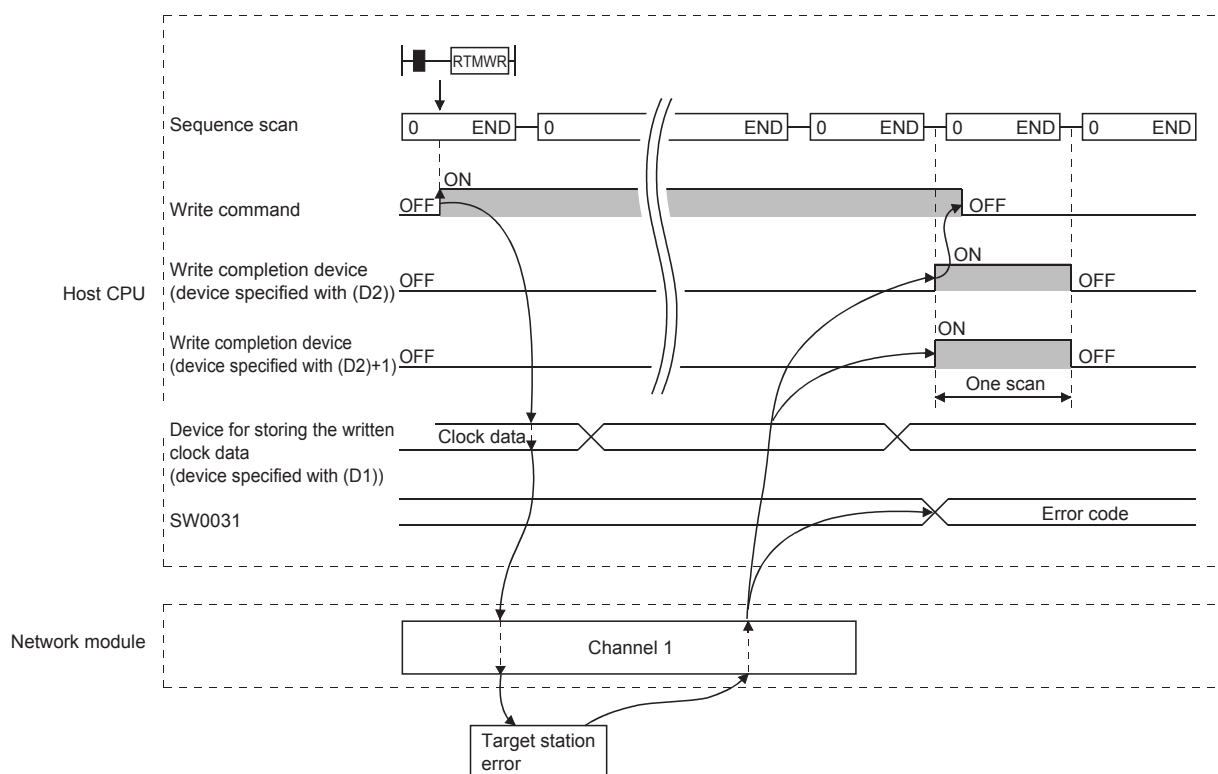 RTMWR
Sequence scan
0 END 0 END 0 END 0 END 0 END
ON
Write command
OFF
OFF
ON
Write completion device
(device specified with (D2))
OFF
OFF
Host CPU
ON
Write completion device
(device specified with (D2)+1)
OFF
OFF
One scan
Device for storing the written
clock data
(device specified with (D1))
Clock data
SW0031
Error code
Network module
Channel 1
Target station
error